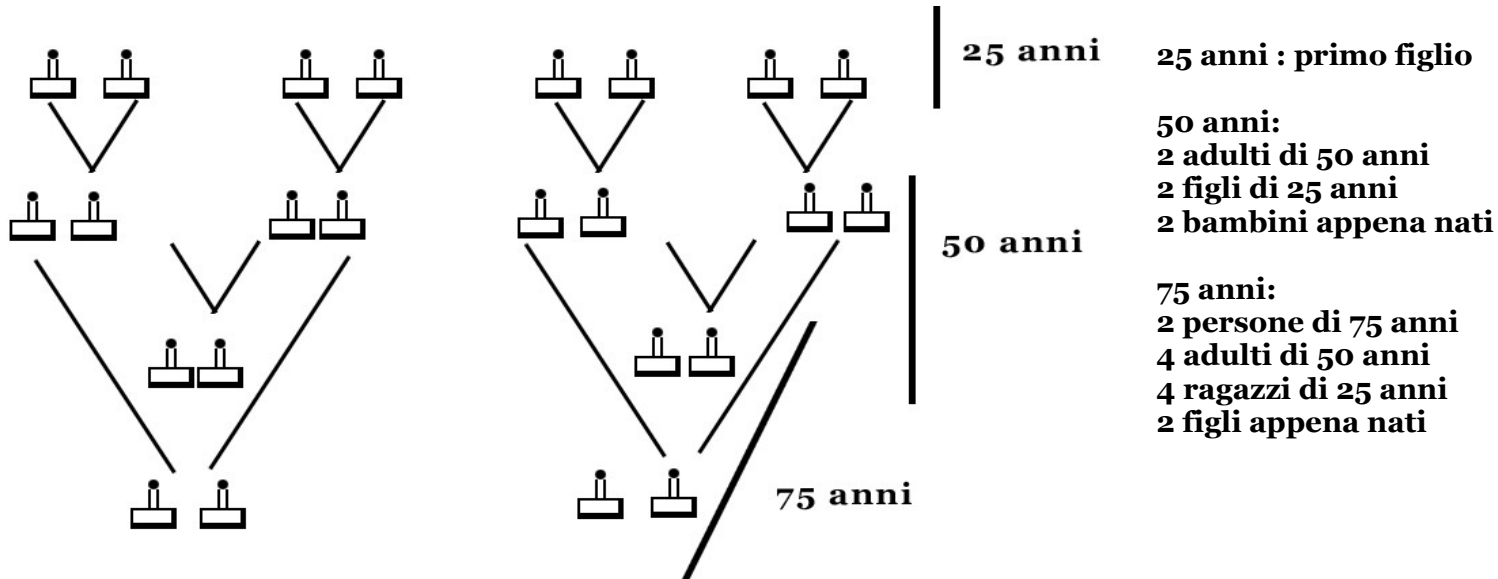 25 anni
50 anni
75 anni
25 anni : primo figlio
50 anni:
2 adulti di 50 anni
2 figli di 25 anni
2 bambini appena nati
75 anni:
2 persone di 75 anni
4 adulti di 50 anni
4 ragazzi di 25 anni
2 figli appena nati